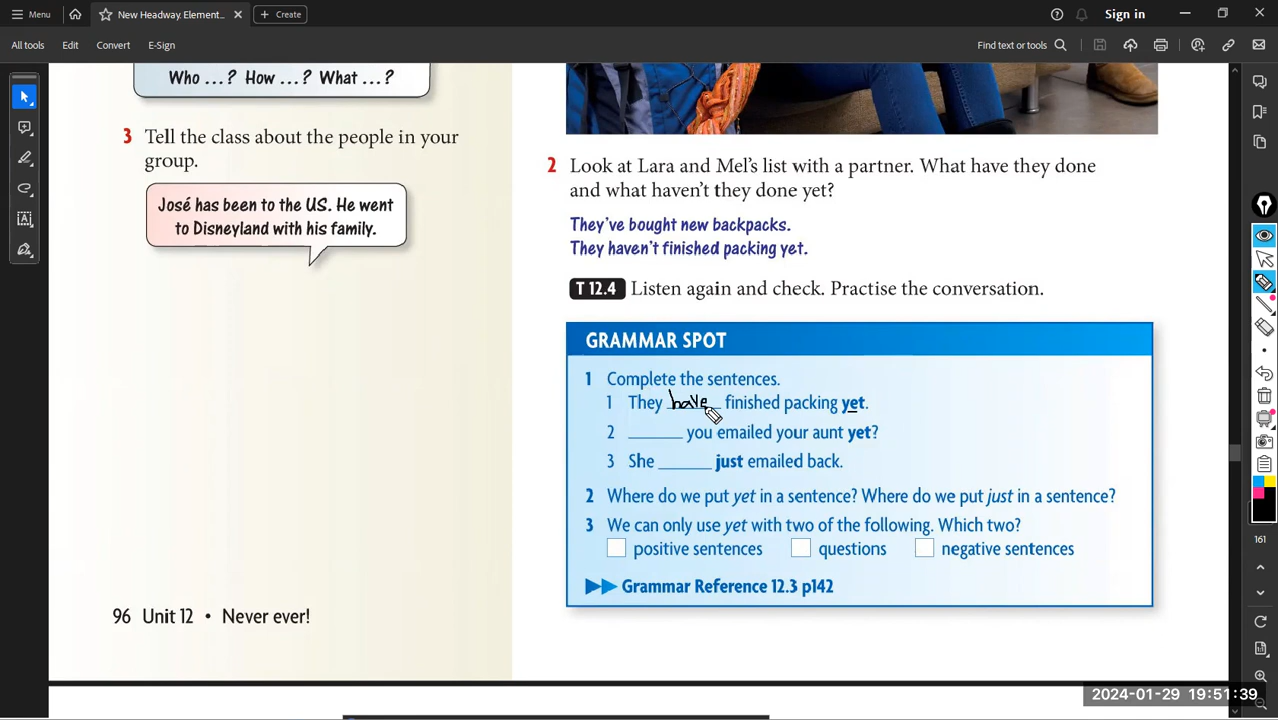 Menu
New Headway. Element...
Create
Sign in
All tools
Edit
Convert
E-Sign
Find text or tools
Who ...? How ...? What ...?
3 Tell the class about the people in your
group.
José has been to the US. He went
to Disneyland with his family.
96 Unit 12 • Never ever!
2 Look at Lara and Mel's list with a partner. What have they done
and what haven't they done yet?
They've bought new backpacks.
They haven't finished packing yet.
T 12.4 Listen again and check. Practise the conversation.
GRAMMAR SPOT
1 Complete the sentences.
1 They have finished packing yet.
2 ______ you emailed your aunt yet?
3 She ______ just emailed back.
2 Where do we put yet in a sentence? Where do we put just in a sentence?
3 We can only use yet with two of the following. Which two?
positive sentences questions negative sentences
Grammar Reference 12.3 p142
161
2024-01-29 19:51:39